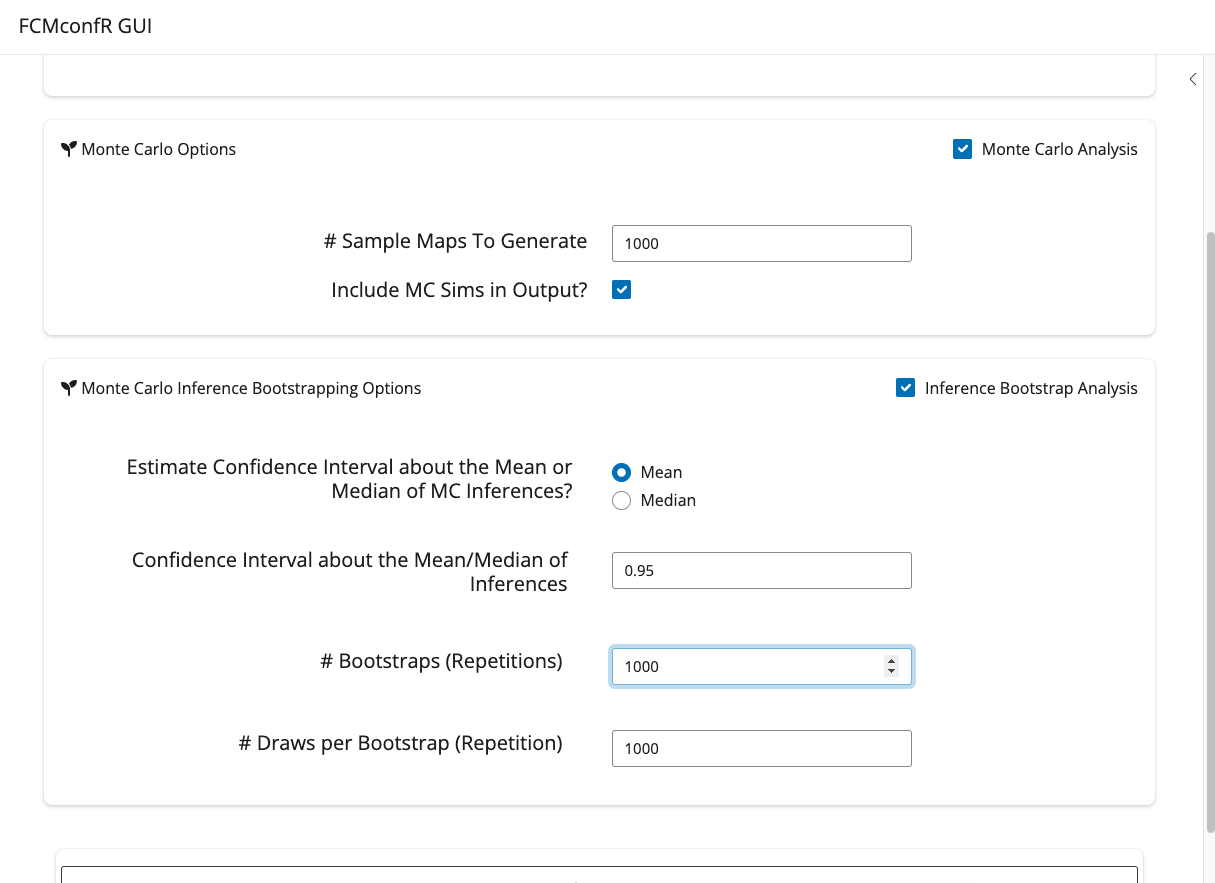 FCMconfR GUI
Monte Carlo Options
Monte Carlo Analysis
# Sample Maps To Generate
1000
Include MC Sims in Output?
Monte Carlo Inference Bootstrapping Options
Inference Bootstrap Analysis
Estimate Confidence Interval about the Mean or
Median of MC Inferences?
Mean
Median
Confidence Interval about the Mean/Median of
Inferences
0.95
# Bootstraps (Repetitions)
1000
# Draws per Bootstrap (Repetition)
1000